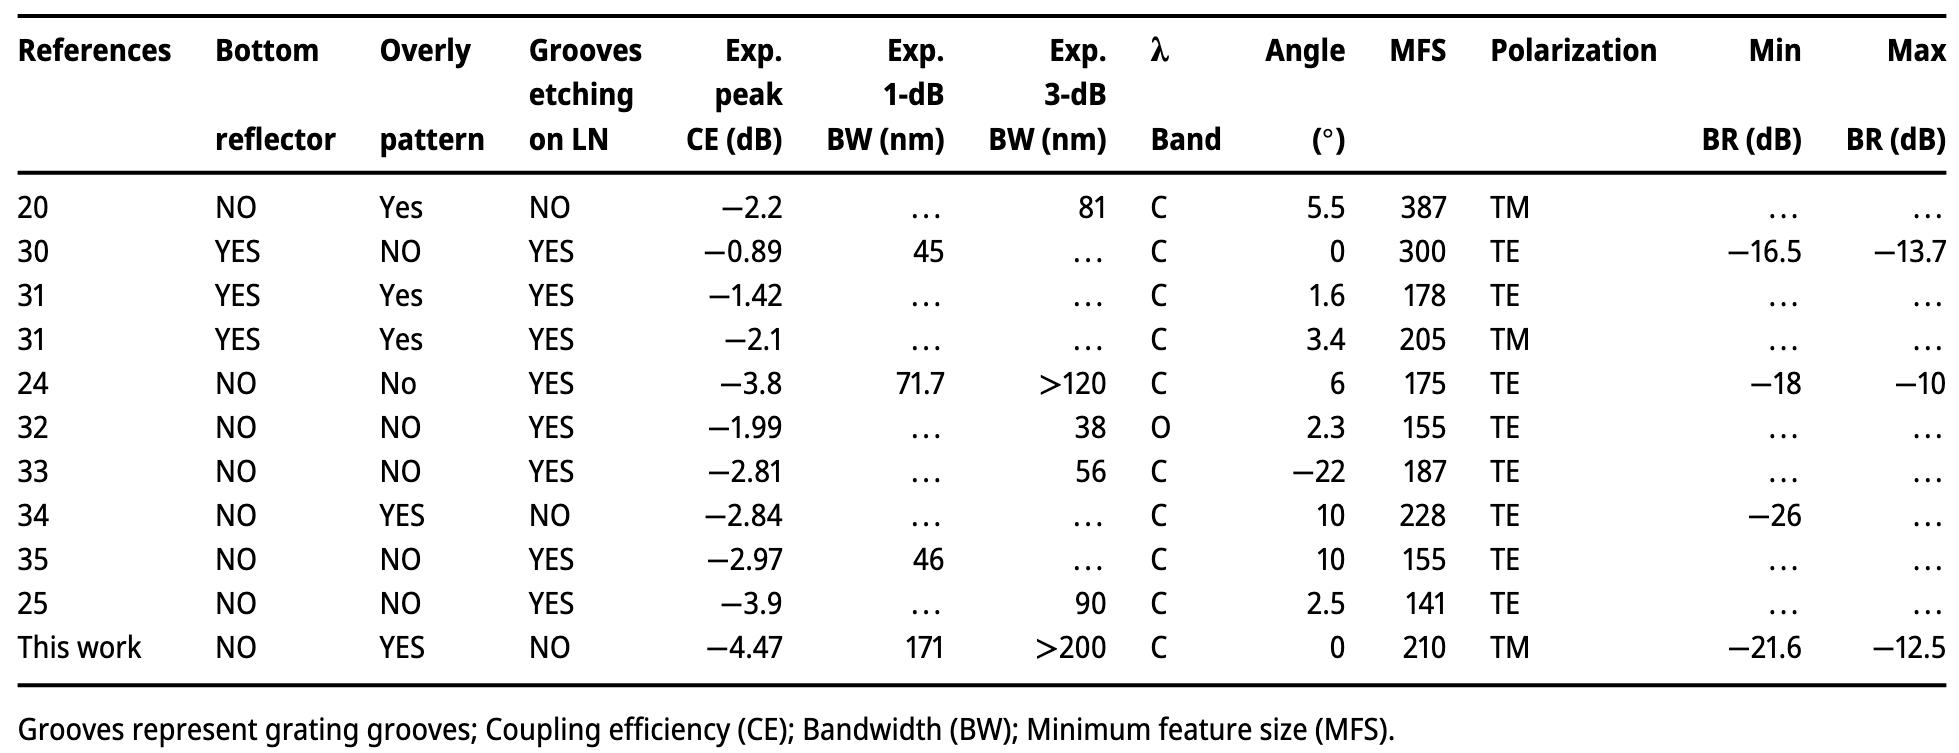 References Bottom Overly Grooves Exp. Exp. Exp. λ Angle MFS Polarization Min Max
etching peak 1-dB 3-dB
reflector pattern on LN CE (dB) BW (nm) BW (nm) Band (°) BR (dB) BR (dB)
20 NO Yes NO −2.2 ... 81 C 5.5 387 TM ... ...
30 YES NO YES −0.89 45 ... C 0 300 TE −16.5 −13.7
31 YES Yes YES −1.42 ... ... C 1.6 178 TE ... ...
31 YES Yes YES −2.1 ... ... C 3.4 205 TM ... ...
24 NO No YES −3.8 71.7 >120 C 6 175 TE −18 −10
32 NO NO YES −1.99 ... 38 O 2.3 155 TE ... ...
33 NO NO YES −2.81 ... 56 C −22 187 TE ... ...
34 NO YES NO −2.84 ... ... C 10 228 TE −26 ...
35 NO NO YES −2.97 46 ... C 10 155 TE ... ...
25 NO NO YES −3.9 ... 90 C 2.5 141 TE ... ...
This work NO YES NO −4.47 171 >200 C 0 210 TM −21.6 −12.5
Grooves represent grating grooves; Coupling efficiency (CE); Bandwidth (BW); Minimum feature size (MFS).